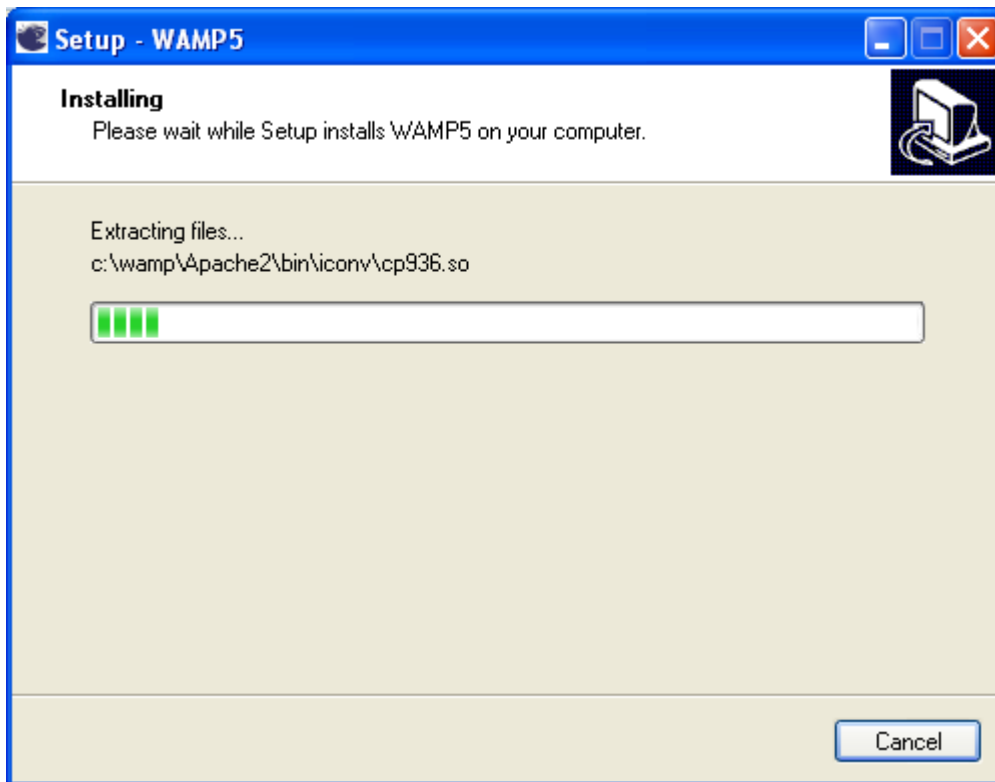 Setup - WAMP5
Installing
Please wait while Setup installs WAMP5 on your computer.
Extracting files...
c:\wamp\Apache2\bin\iconv\cp936.so
Cancel